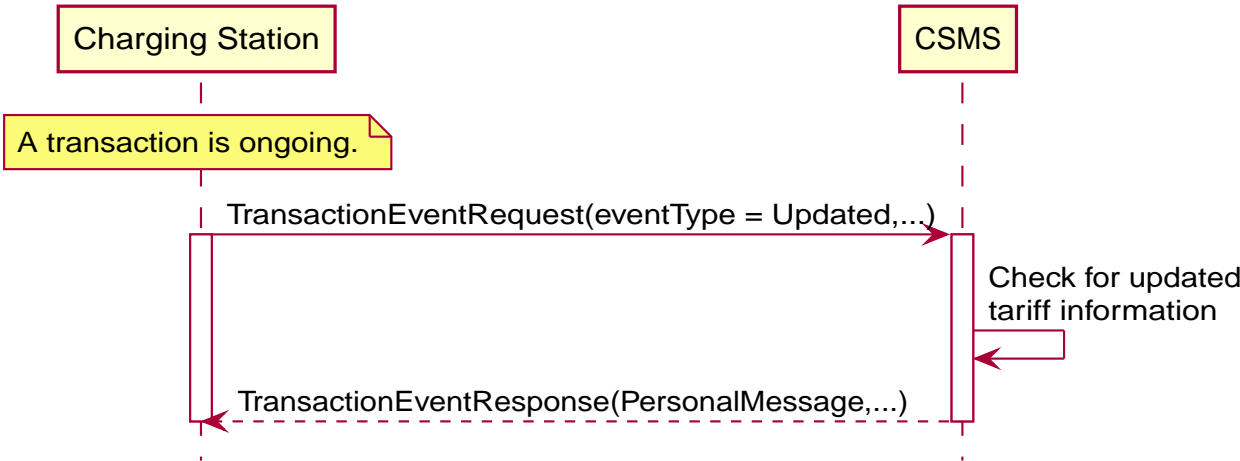 Charging Station
CSMS
A transaction is ongoing.
TransactionEventRequest(eventType = Updated,...)
Check for updated
tariff information
TransactionEventResponse(PersonalMessage,...)